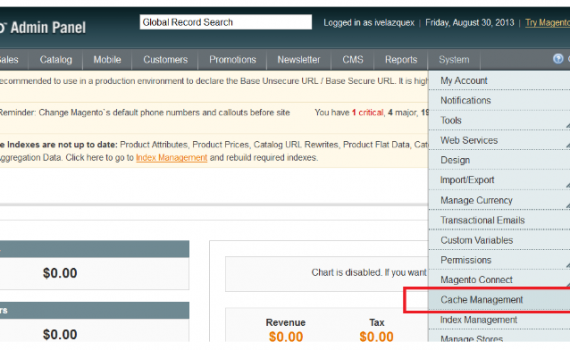 Admin Panel
Global Record Search
Logged in as ivelazquex | Friday, August 30, 2013 | Try Magento
Sales Catalog Mobile Customers Promotions Newsletter CMS Reports System
recommended to use in a production environment to declare the Base Unsecure URL / Base Secure URL. It is high
Reminder: Change Magento`s default phone numbers and callouts before site
You have 1 critical, 4 major, 19
e Indexes are not up to date: Product Attributes, Product Prices, Catalog URL Rewrites, Product Flat Data, Cat
Aggregation Data. Click here to go to Index Management and rebuild required indexes.
My Account
Notifications
Tools
Web Services
Design
Import/Export
Manage Currency
Transactional Emails
Custom Variables
Permissions
Magento Connect
Cache Management
Index Management
Manage Stores
$0.00
rs
$0.00
Chart is disabled. If you want
Revenue Tax
$0.00 $0.00